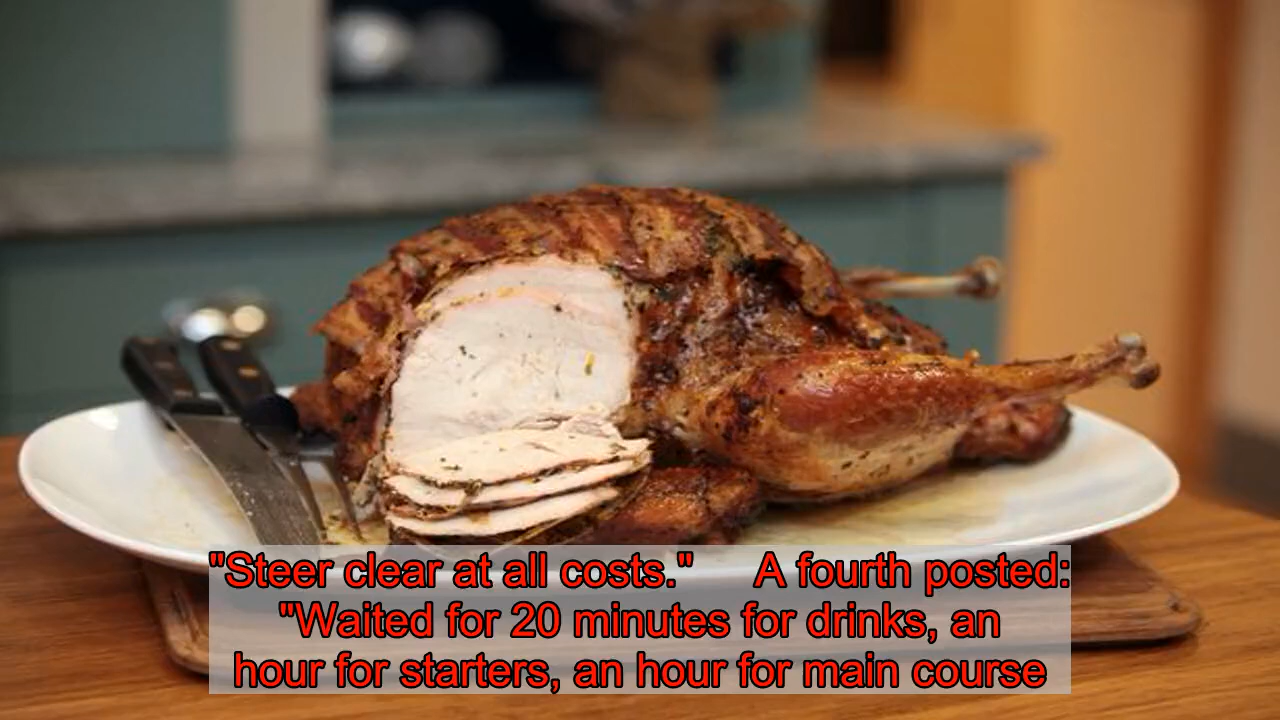 "Steer clear at all costs." A fourth posted:
"Waited for 20 minutes for drinks, an
hour for starters, an hour for main course